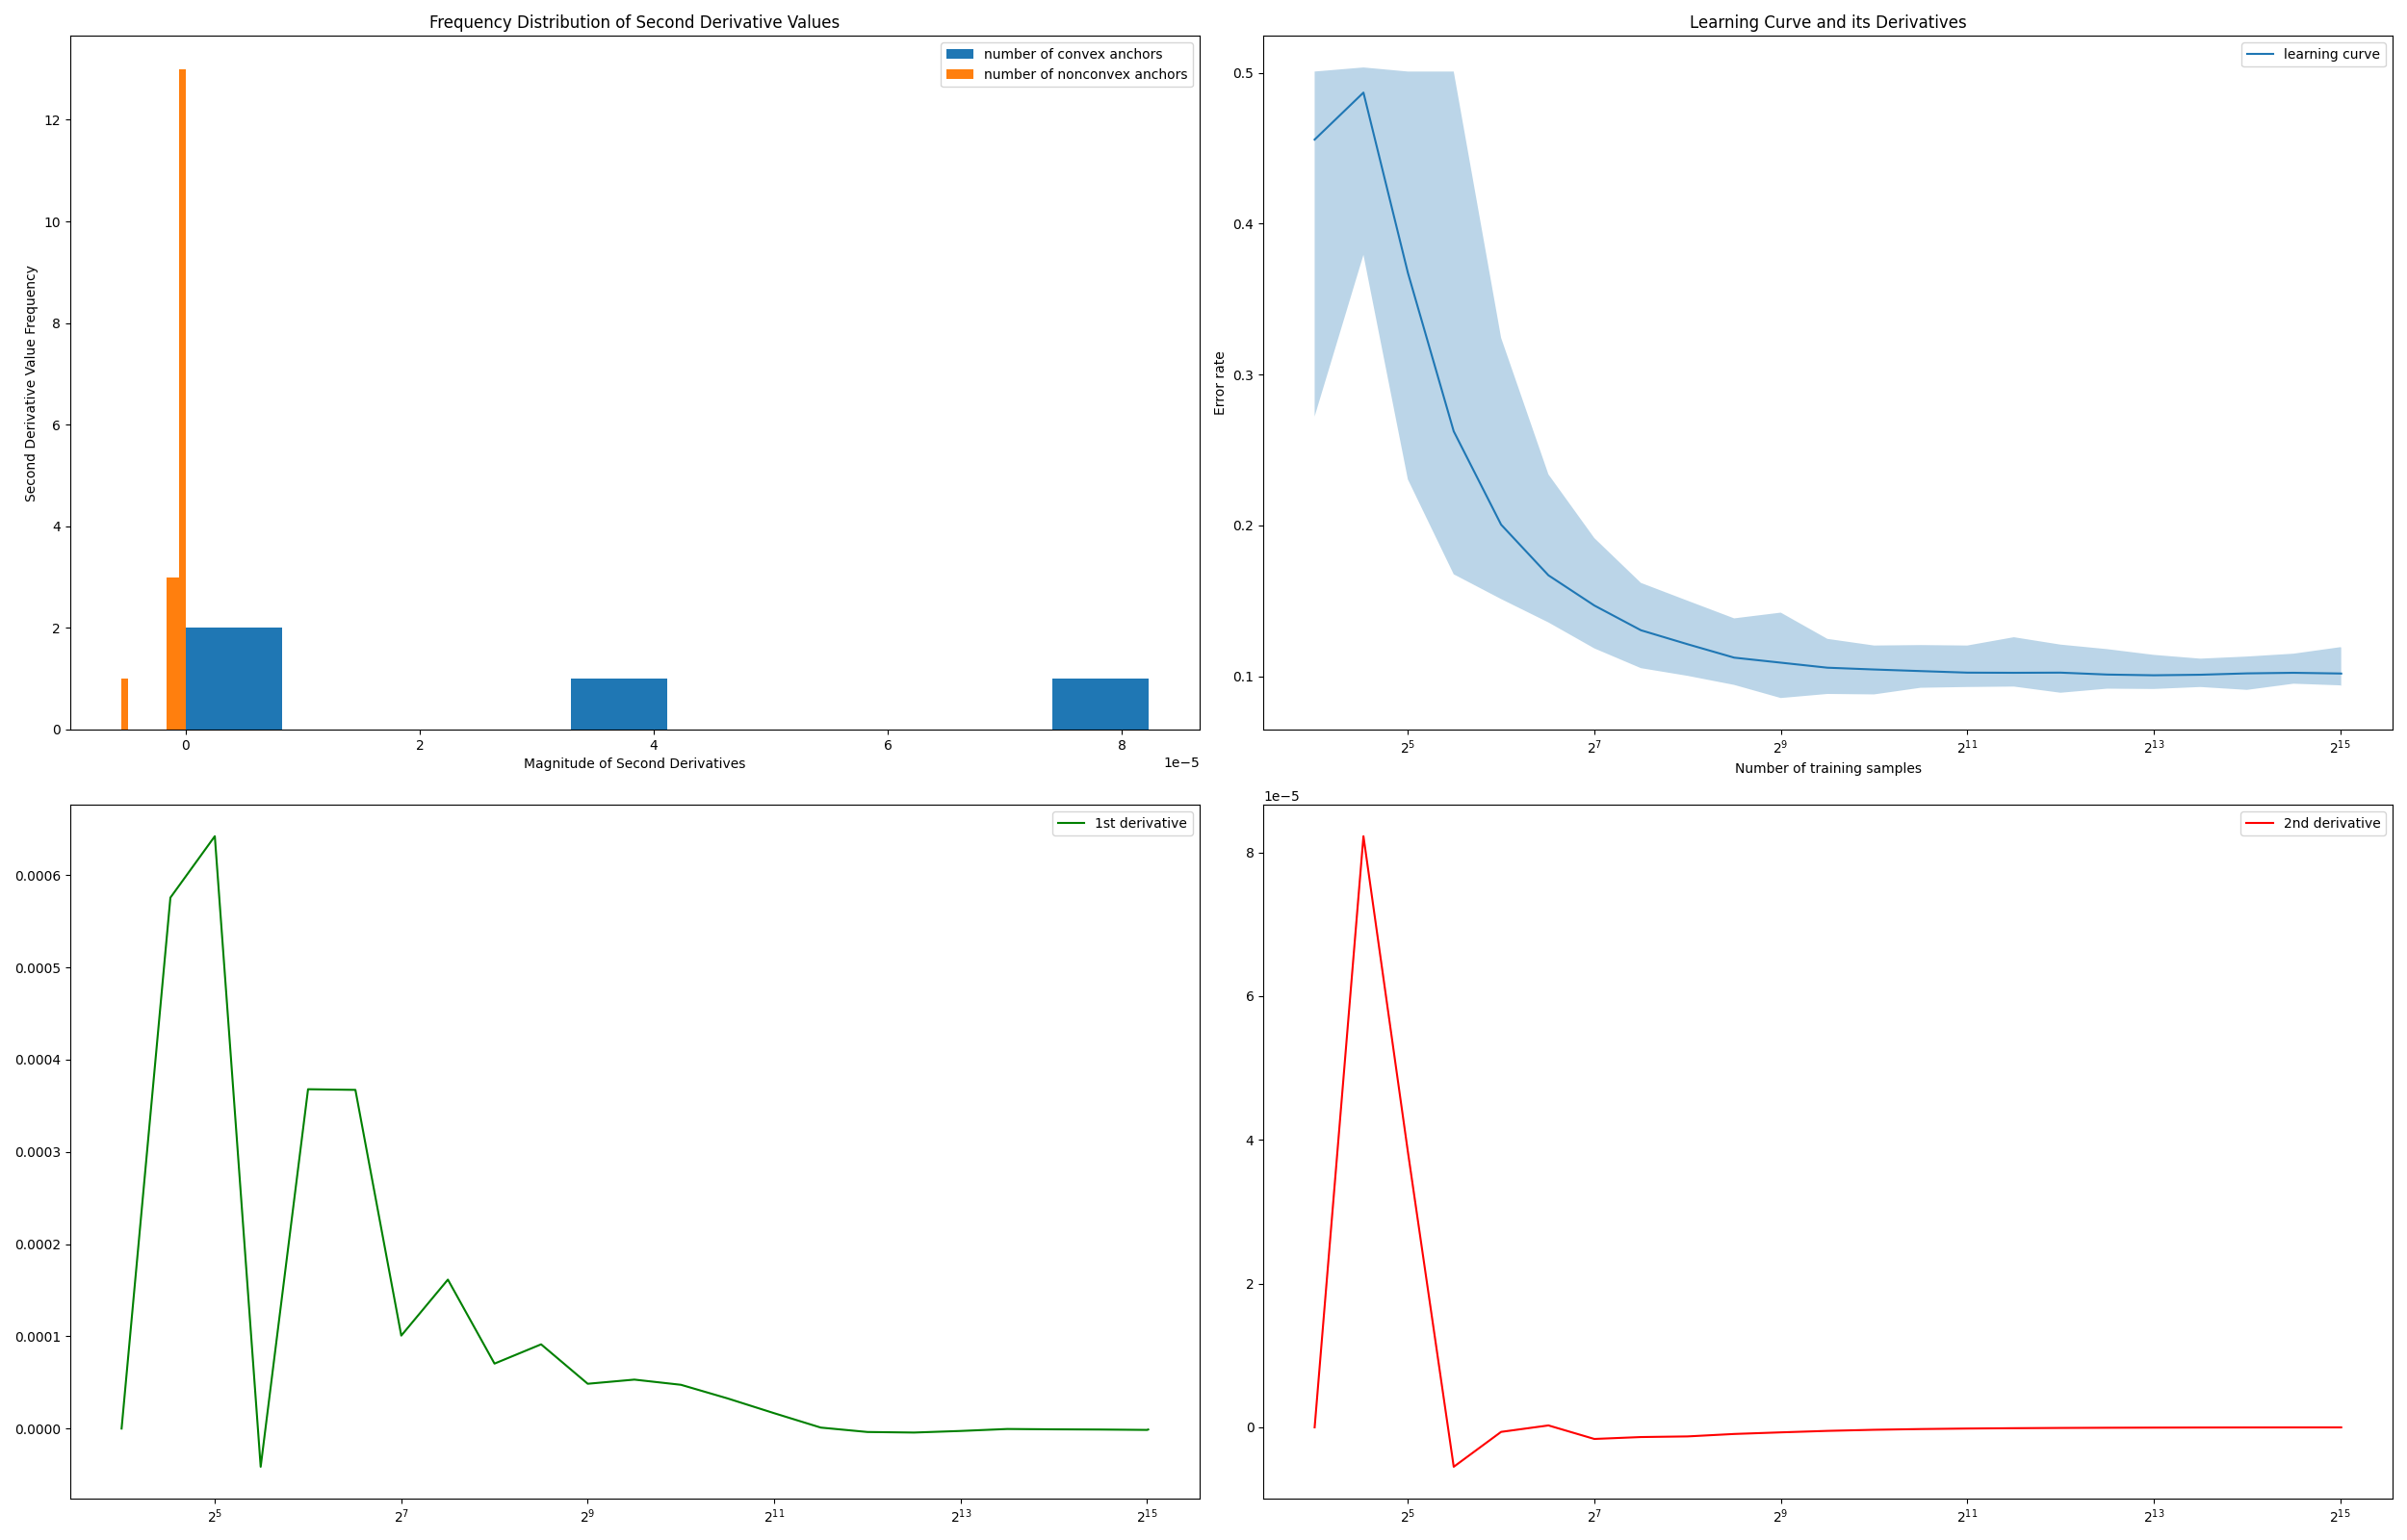 Frequency Distribution of Second Derivative Values
number of convex anchors
number of nonconvex anchors
Second Derivative Value Frequency
12
10
8
6
4
2
0
0 2 4 6 8
1e−5
Magnitude of Second Derivatives
Learning Curve and its Derivatives
learning curve
Error rate
0.5
0.4
0.3
0.2
0.1
2^5 2^7 2^9 2^11 2^13 2^15
Number of training samples
1st derivative
0.0006
0.0005
0.0004
0.0003
0.0002
0.0001
0.0000
2^5 2^7 2^9 2^11 2^13 2^15
1e−5
2nd derivative
8
6
4
2
0
2^5 2^7 2^9 2^11 2^13 2^15